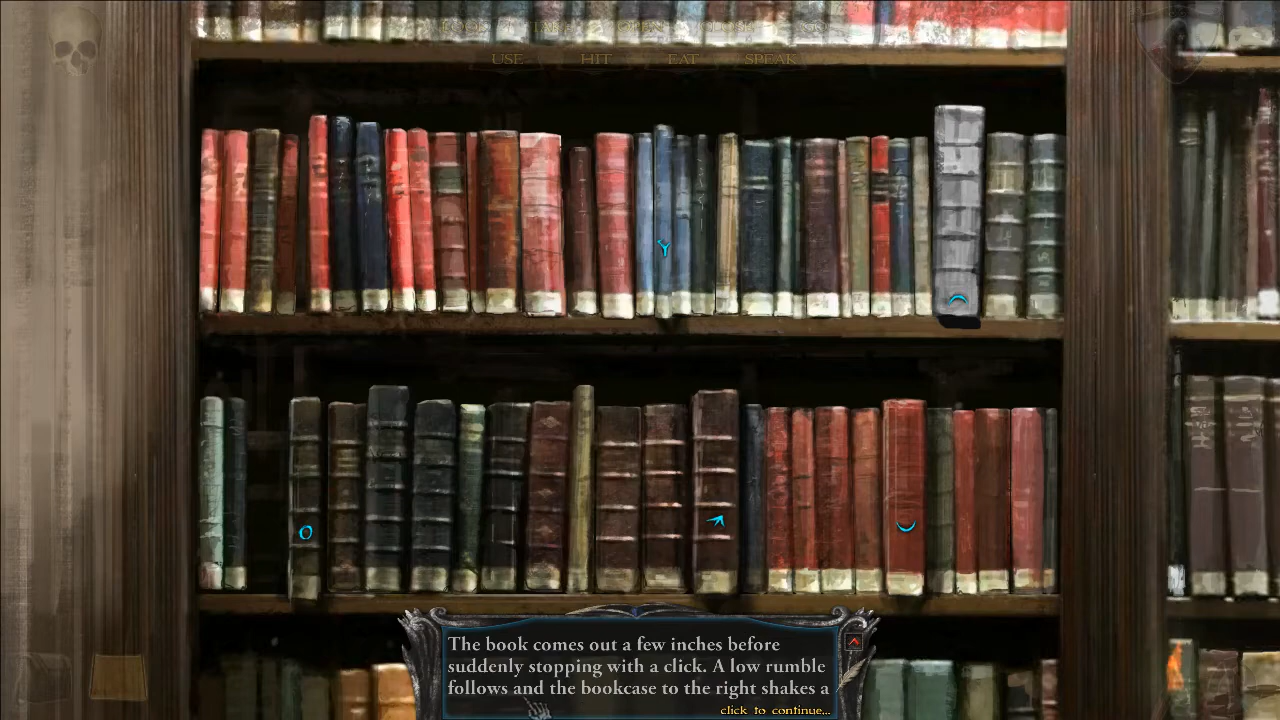 USE HIT EAT SPEAK
The book comes out a few inches before
suddenly stopping with a click. A low rumble
follows and the bookcase to the right shakes a
click to continue...